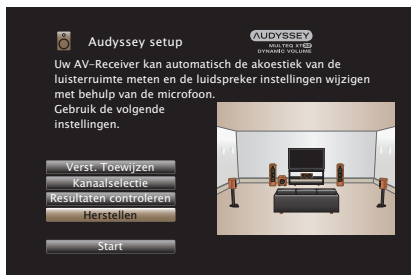 Audyssey setup
AUDYSSEY
MULTEQ XT32
DYNAMIC VOLUME
Uw AV-Receiver kan automatisch de akoestiek van de
luisterruimte meten en de luidspreker instellingen wijzigen
met behulp van de microfoon.
Gebruik de volgende
instellingen.
Verst. Toewijzen
Kanaalselectie
Resultaten controleren
Herstellen
Start